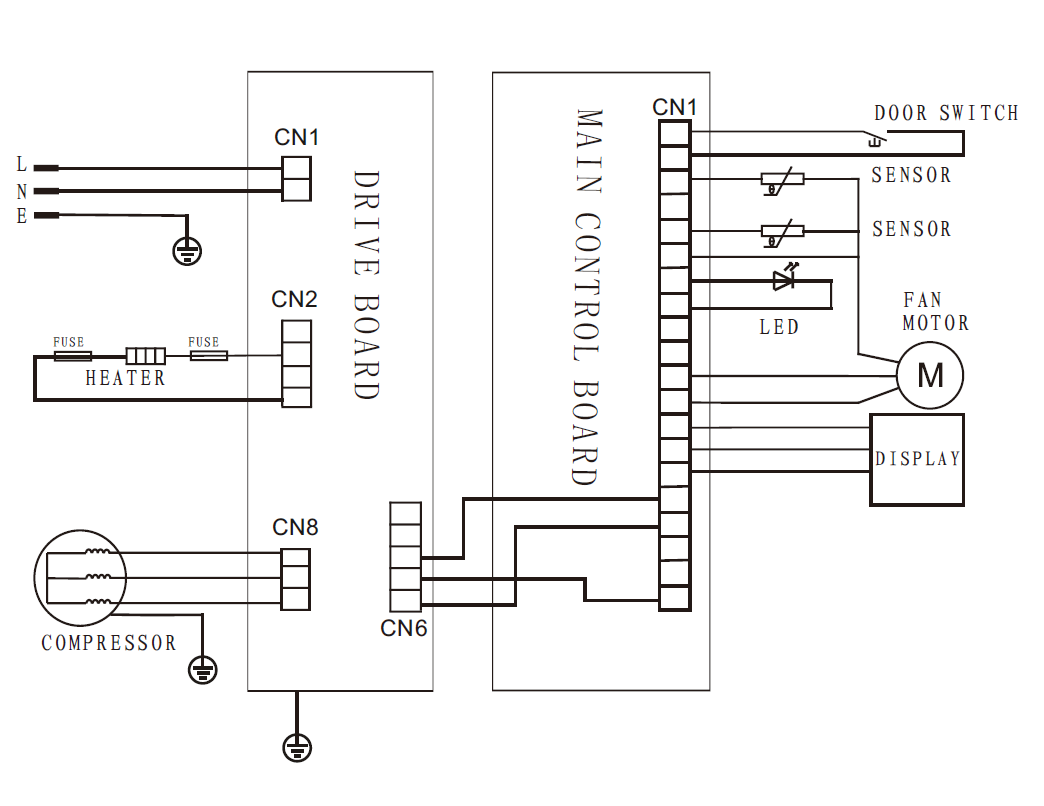 CN1
DOOR SWITCH
CN1
L
SENSOR
N
E
SENSOR
DRIVE BOARD
MAIN CONTROL BOARD
CN2
FAN
MOTOR
LED
FUSE
FUSE
HEATER
M
DISPLAY
CN8
CN6
COMPRESSOR